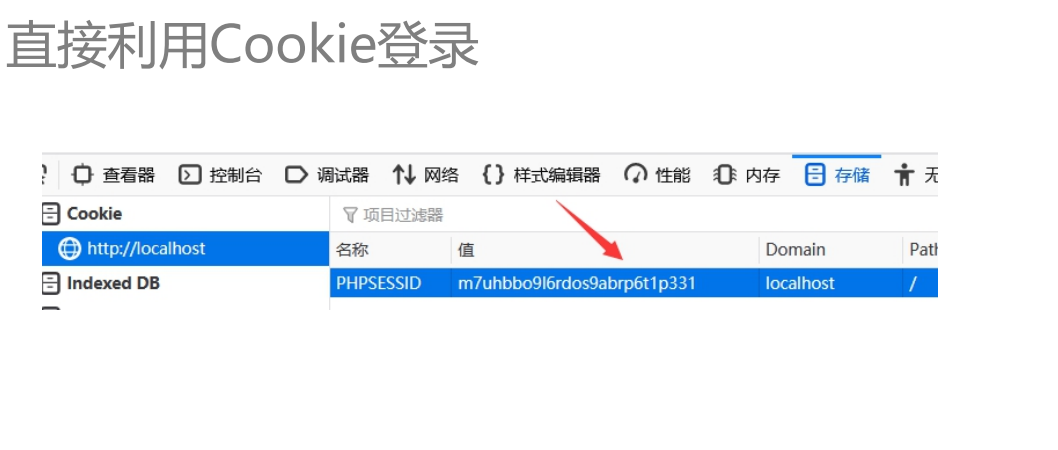 直接利用Cookie登录
查看器 控制台 调试器 网络 样式编辑器 性能 内存 存储 无
Cookie 项目过滤器
http://localhost 名称 值 Domain Path
Indexed DB PHPSESSID m7uhbbo9l6rdos9abrp6t1p331 localhost /